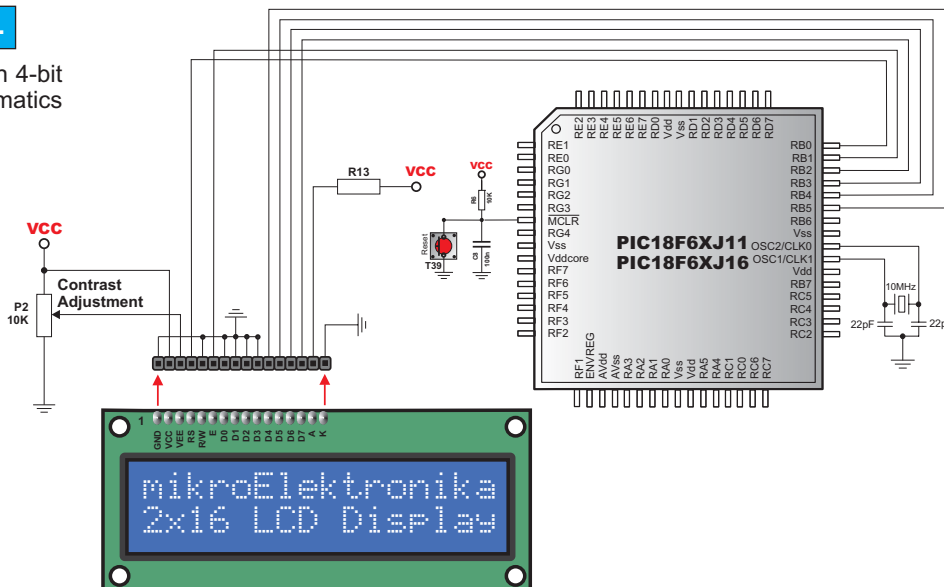 n 4-bit
matics
VCC
P2
10K
Contrast
Adjustment
R13
VCC
VCC
R6
10K
Reset
T39
C8
100n
RE2
RE3
RE4
RE5
RE6
RE7
RD0
Vdd
Vss
RD1
RD2
RD3
RD4
RD5
RD6
RD7
RE1
RE0
RG0
RG1
RG2
RG3
MCLR
RG4
Vss
Vddcore
RF7
RF6
RF5
RF4
RF3
RF2
PIC18F6XJ11
PIC18F6XJ16
RB0
RB1
RB2
RB3
RB4
RB5
RB6
Vss
OSC2/CLK0
OSC1/CLK1
Vdd
RB7
RC5
RC4
RC3
RC2
RF1
ENVREG
AVdd
AVss
RA3
RA2
RA1
RA0
Vss
Vdd
RA5
RA4
RC1
RC0
RC6
RC7
10MHz
22pF
22p
1
GND
VCC
VEE
RS
R/W
E
D0
D1
D2
D3
D4
D5
D6
D7
A
K
mikroElektronika
2x16 LCD Display